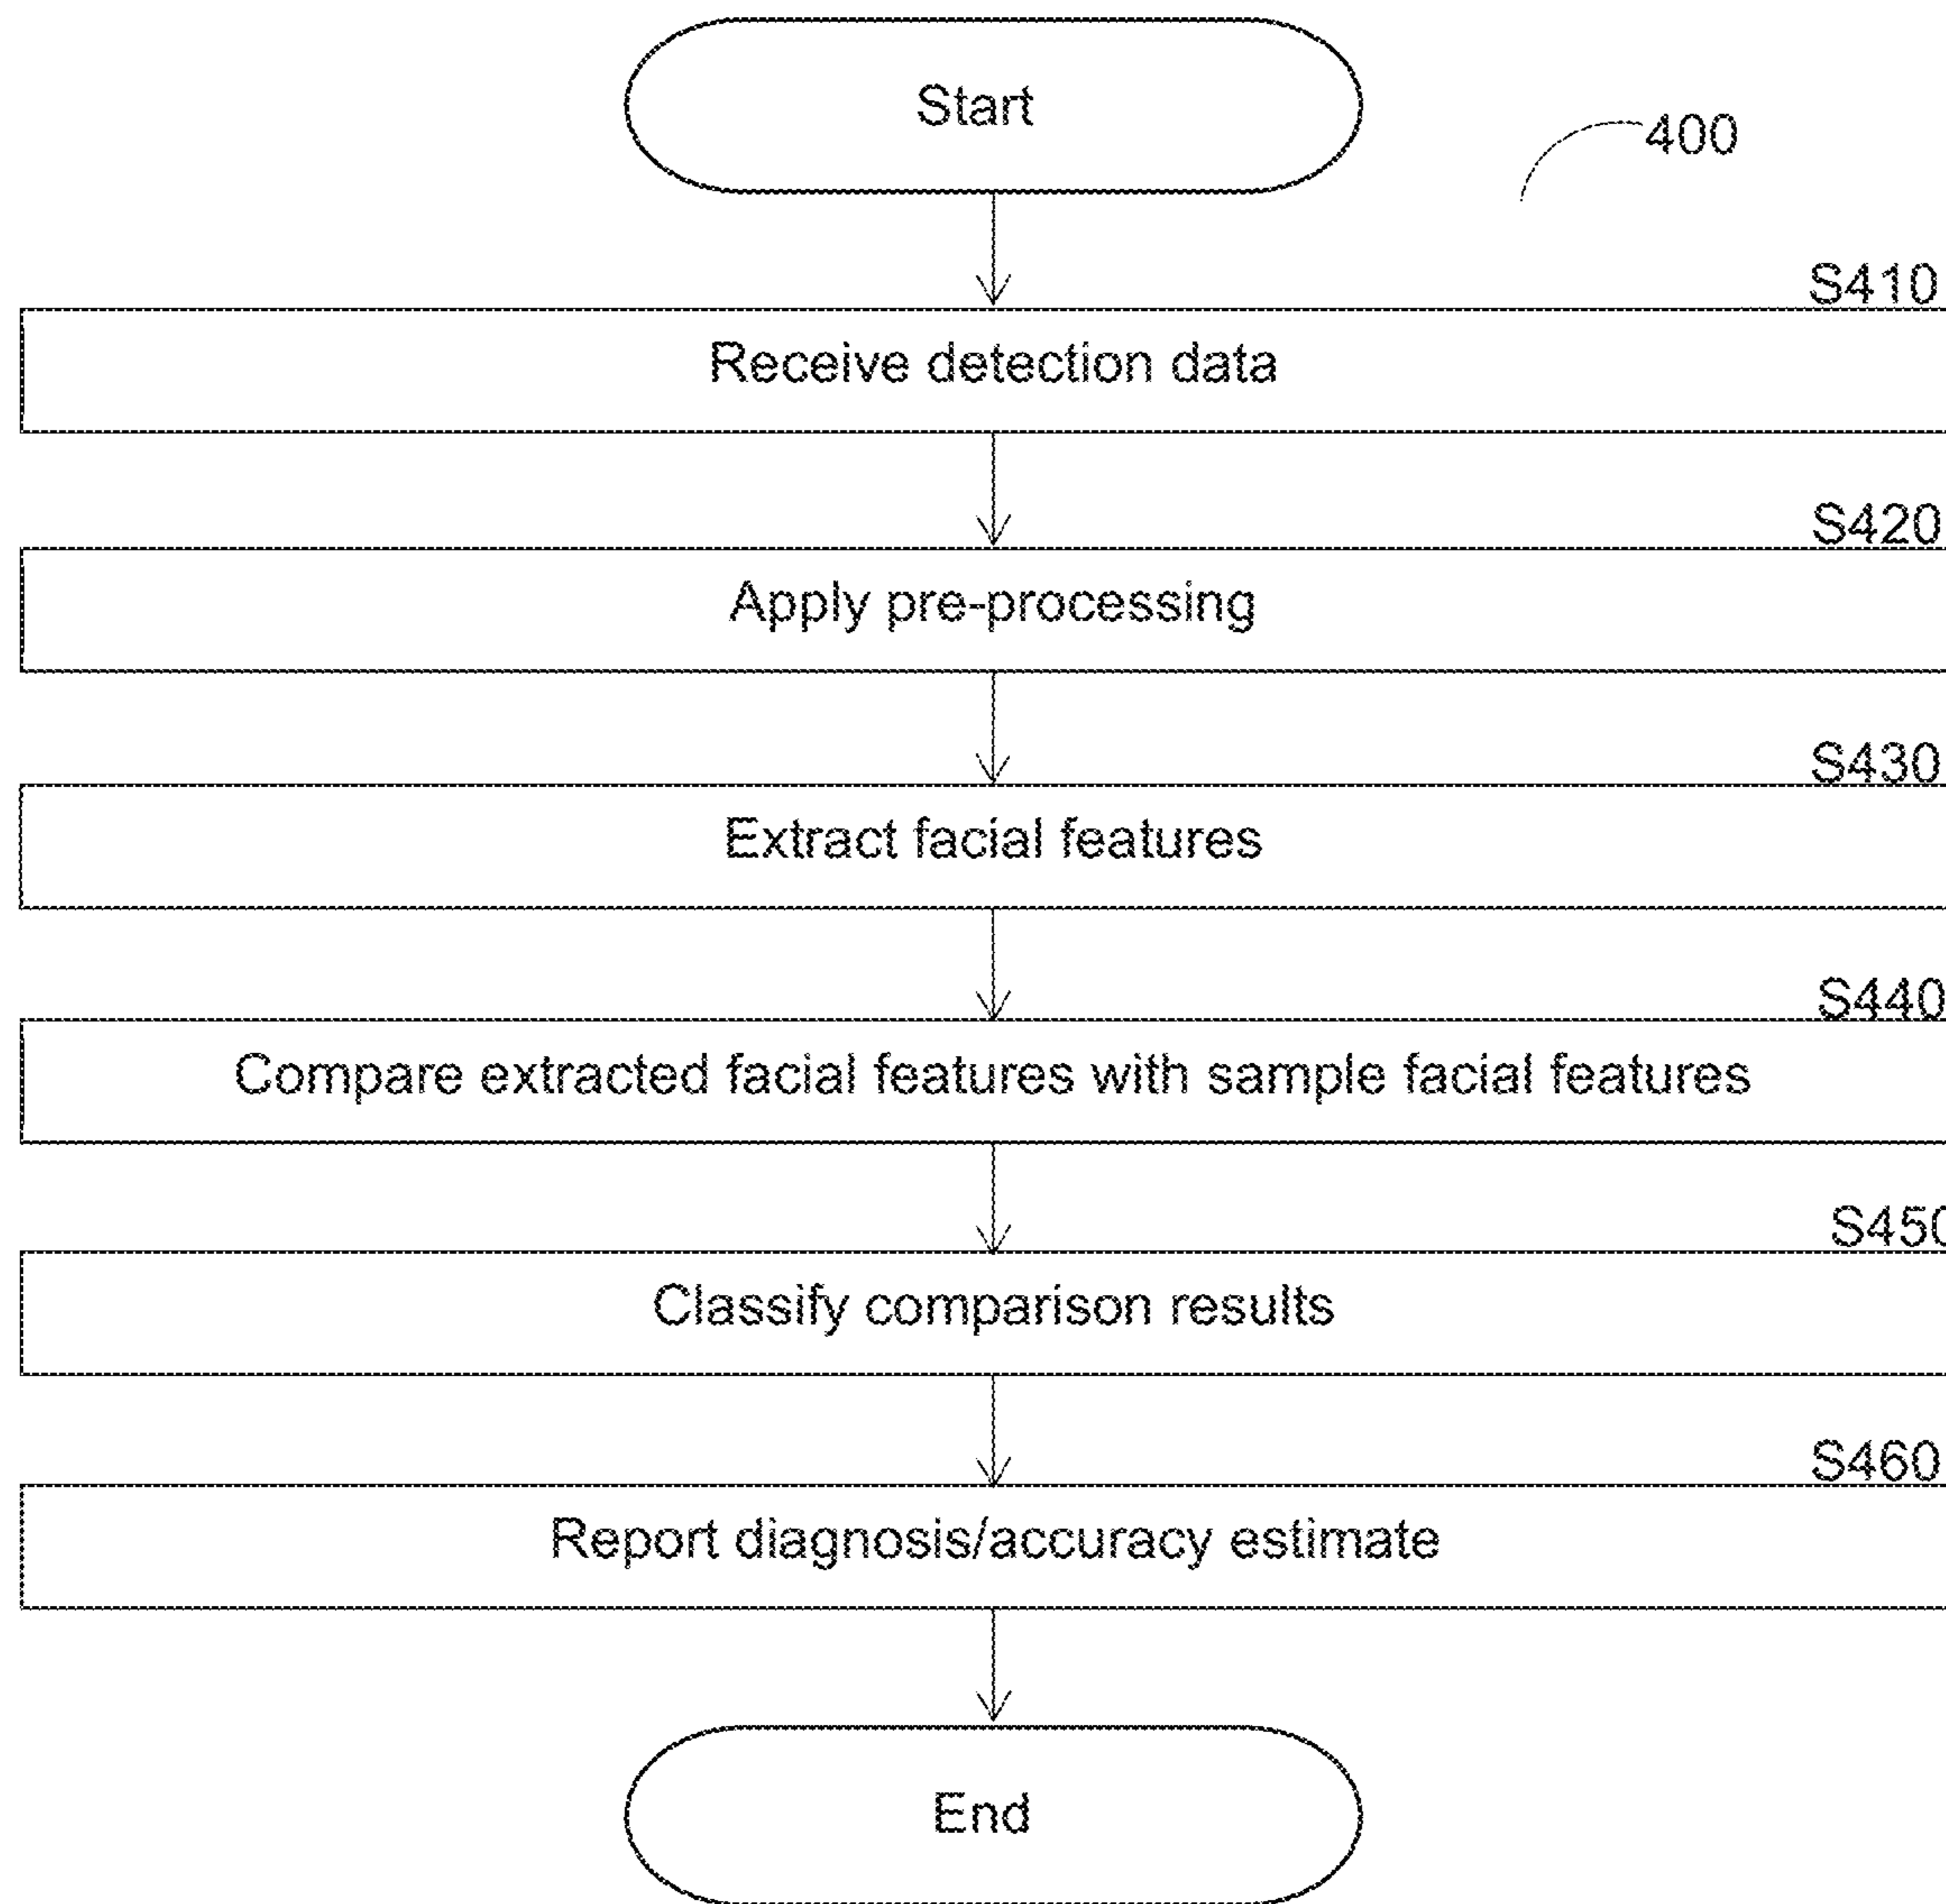 Start
400
S410
Receive detection data
S420
Apply pre-processing
S430
Extract facial features
S440
Compare extracted facial features with sample facial features
S450
Classify comparison results
S460
Report diagnosis/accuracy estimate
End